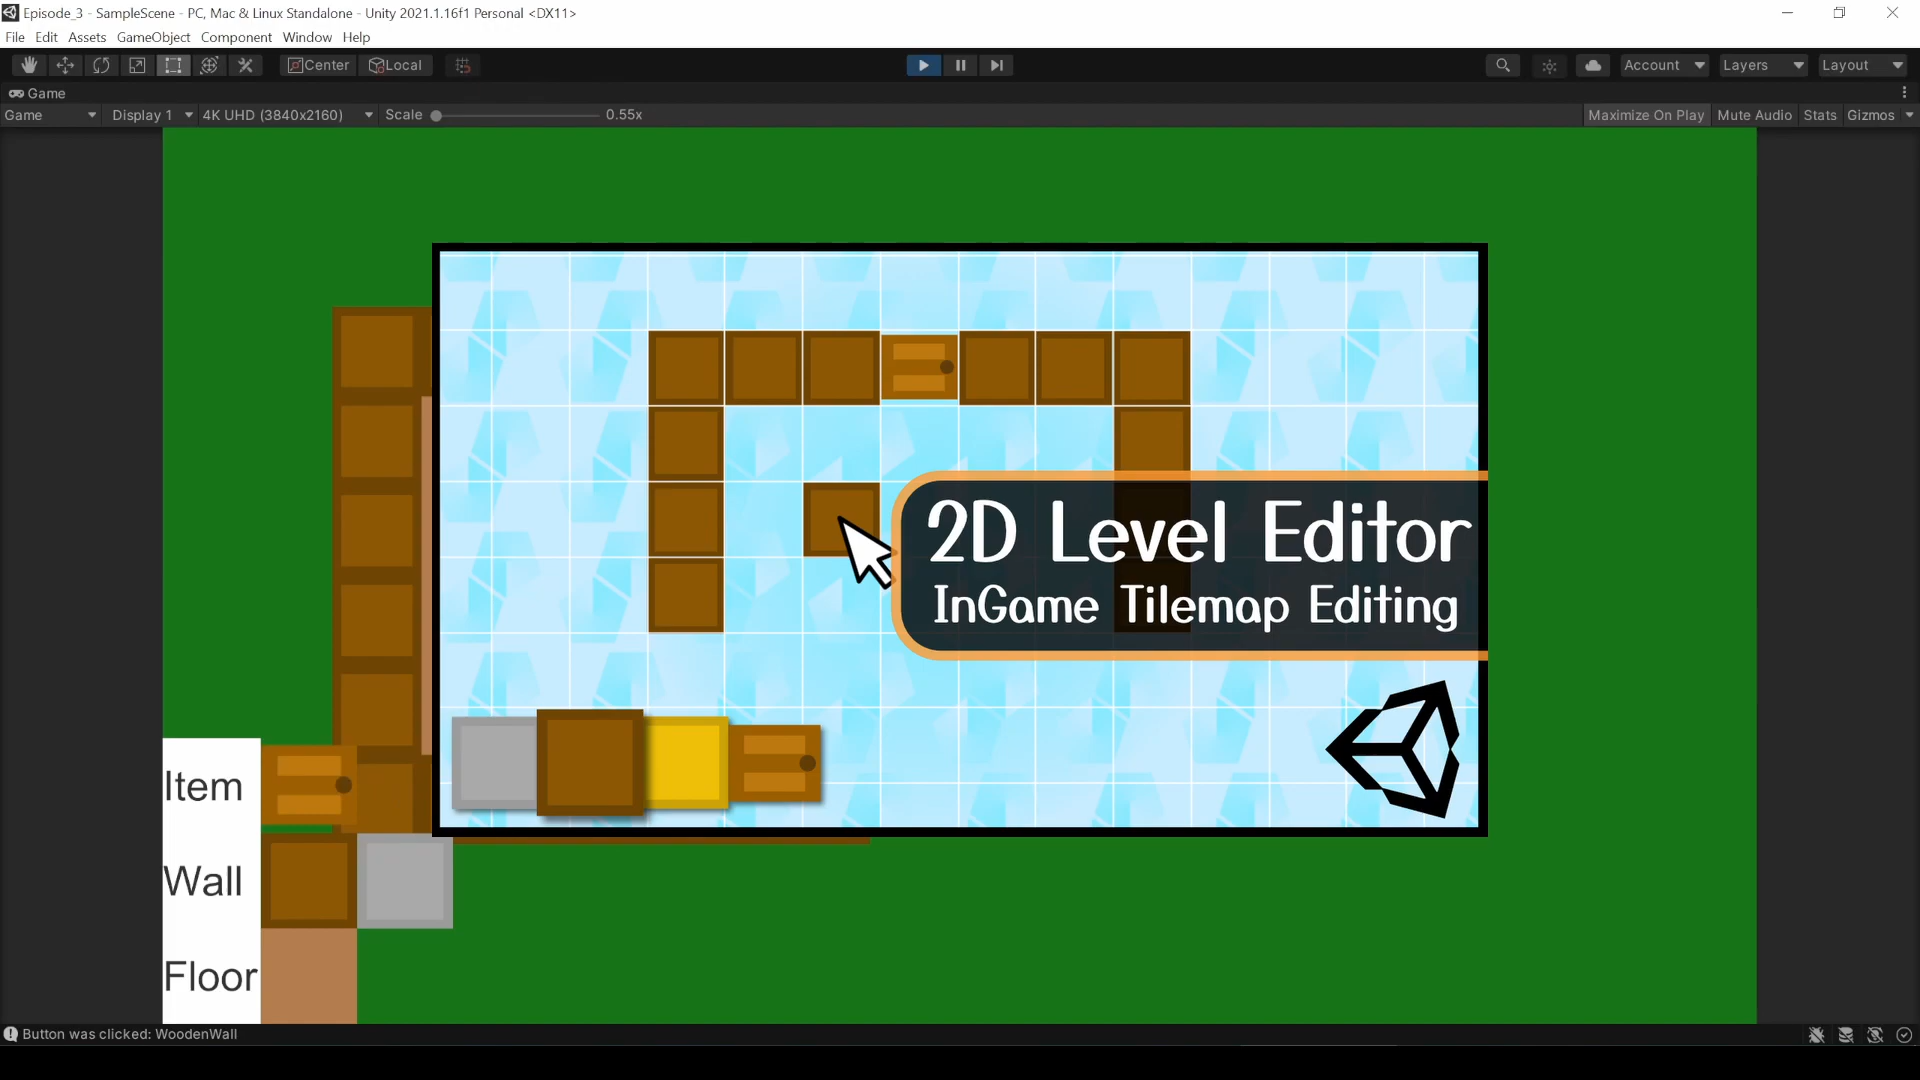 Episode_3 - SampleScene - PC, Mac & Linux Standalone - Unity 2021.1.16f1 Personal <DX11>
File Edit Assets GameObject Component Window Help
Center Local Account Layers Layout
Game
Game Display 1 4K UHD (3840x2160) Scale 0.55x Maximize On Play Mute Audio Stats Gizmos
2D Level Editor
InGame Tilemap Editing
Item
Wall
Floor
Button was clicked: WoodenWall